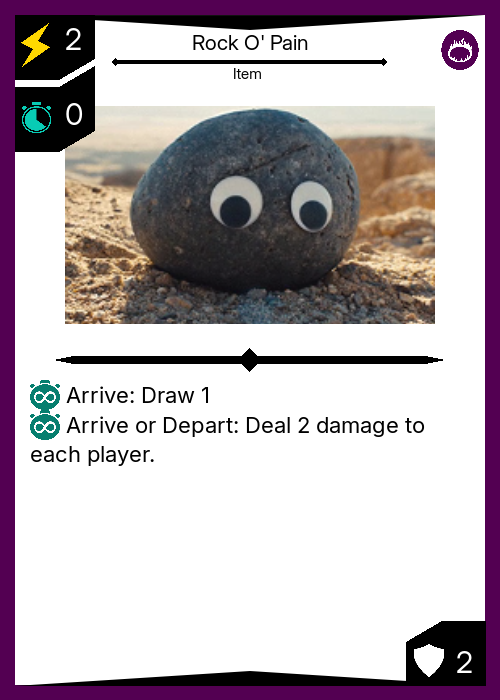 2
Rock O' Pain
Item
0
Arrive: Draw 1
Arrive or Depart: Deal 2 damage to
each player.
2